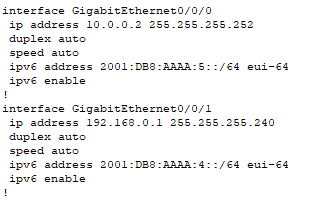 interface GigabitEthernet0/0/0
 ip address 10.0.0.2 255.255.255.252
 duplex auto
 speed auto
 ipv6 address 2001:DB8:AAAA:5::/64 eui-64
 ipv6 enable
!
interface GigabitEthernet0/0/1
 ip address 192.168.0.1 255.255.255.240
 duplex auto
 speed auto
 ipv6 address 2001:DB8:AAAA:4::/64 eui-64
 ipv6 enable
!